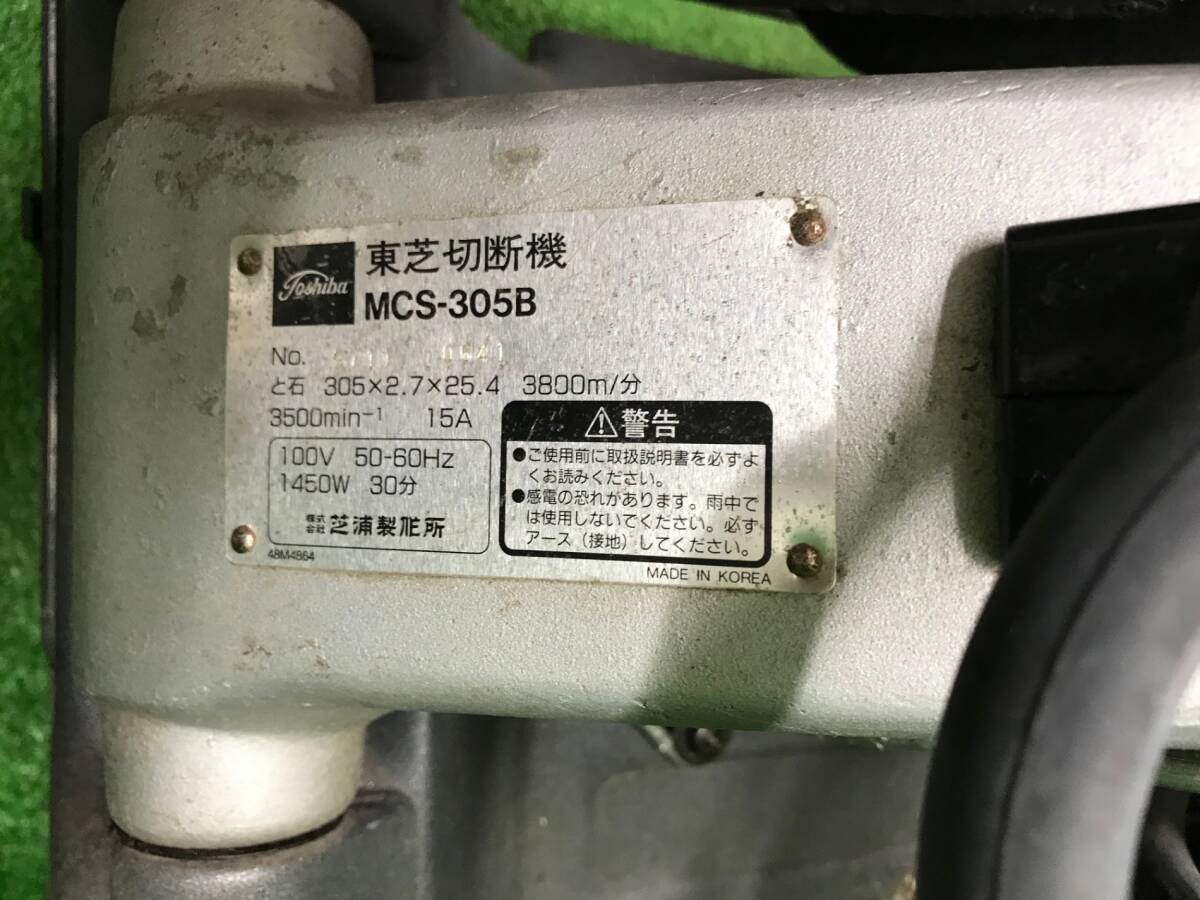 Toshiba
東芝切断機
MCS-305B
No.
と石 305×2.7×25.4 3800m/分
3500min⁻¹ 15A
100V 50-60Hz
1450W 30分
株式会社 芝浦製作所
48M4864
⚠警告
●ご使用前に取扱説明書を必ずよ
くお読みください。
●感電の恐れがあります。雨中で
は使用しないでください。必ず
アース（接地）してください。
MADE IN KOREA